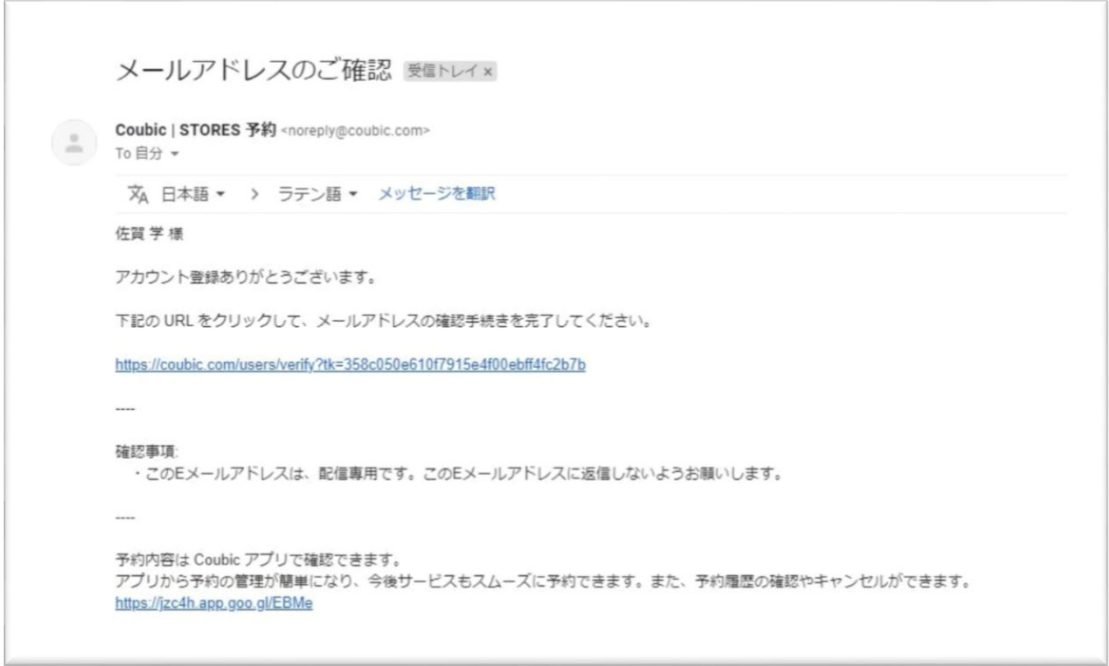 メールアドレスのご確認 受信トレイ ×
Coubic | STORES 予約 <noreply@coubic.com>
To 自分
日本語 > ラテン語 メッセージを翻訳
佐賀 学 様
アカウント登録ありがとうございます。
下記の URL をクリックして、メールアドレスの確認手続きを完了してください。
https://coubic.com/users/verify?tk=358c050e610f7915e4f00ebff4fc2b7b
----
確認事項:
・このEメールアドレスは、配信専用です。このEメールアドレスに返信しないようお願いします。
----
予約内容は Coubic アプリで確認できます。
アプリから予約の管理が簡単になり、今後サービスもスムーズに予約できます。また、予約履歴の確認やキャンセルができます。
https://jzc4h.app.goo.gl/EBMe